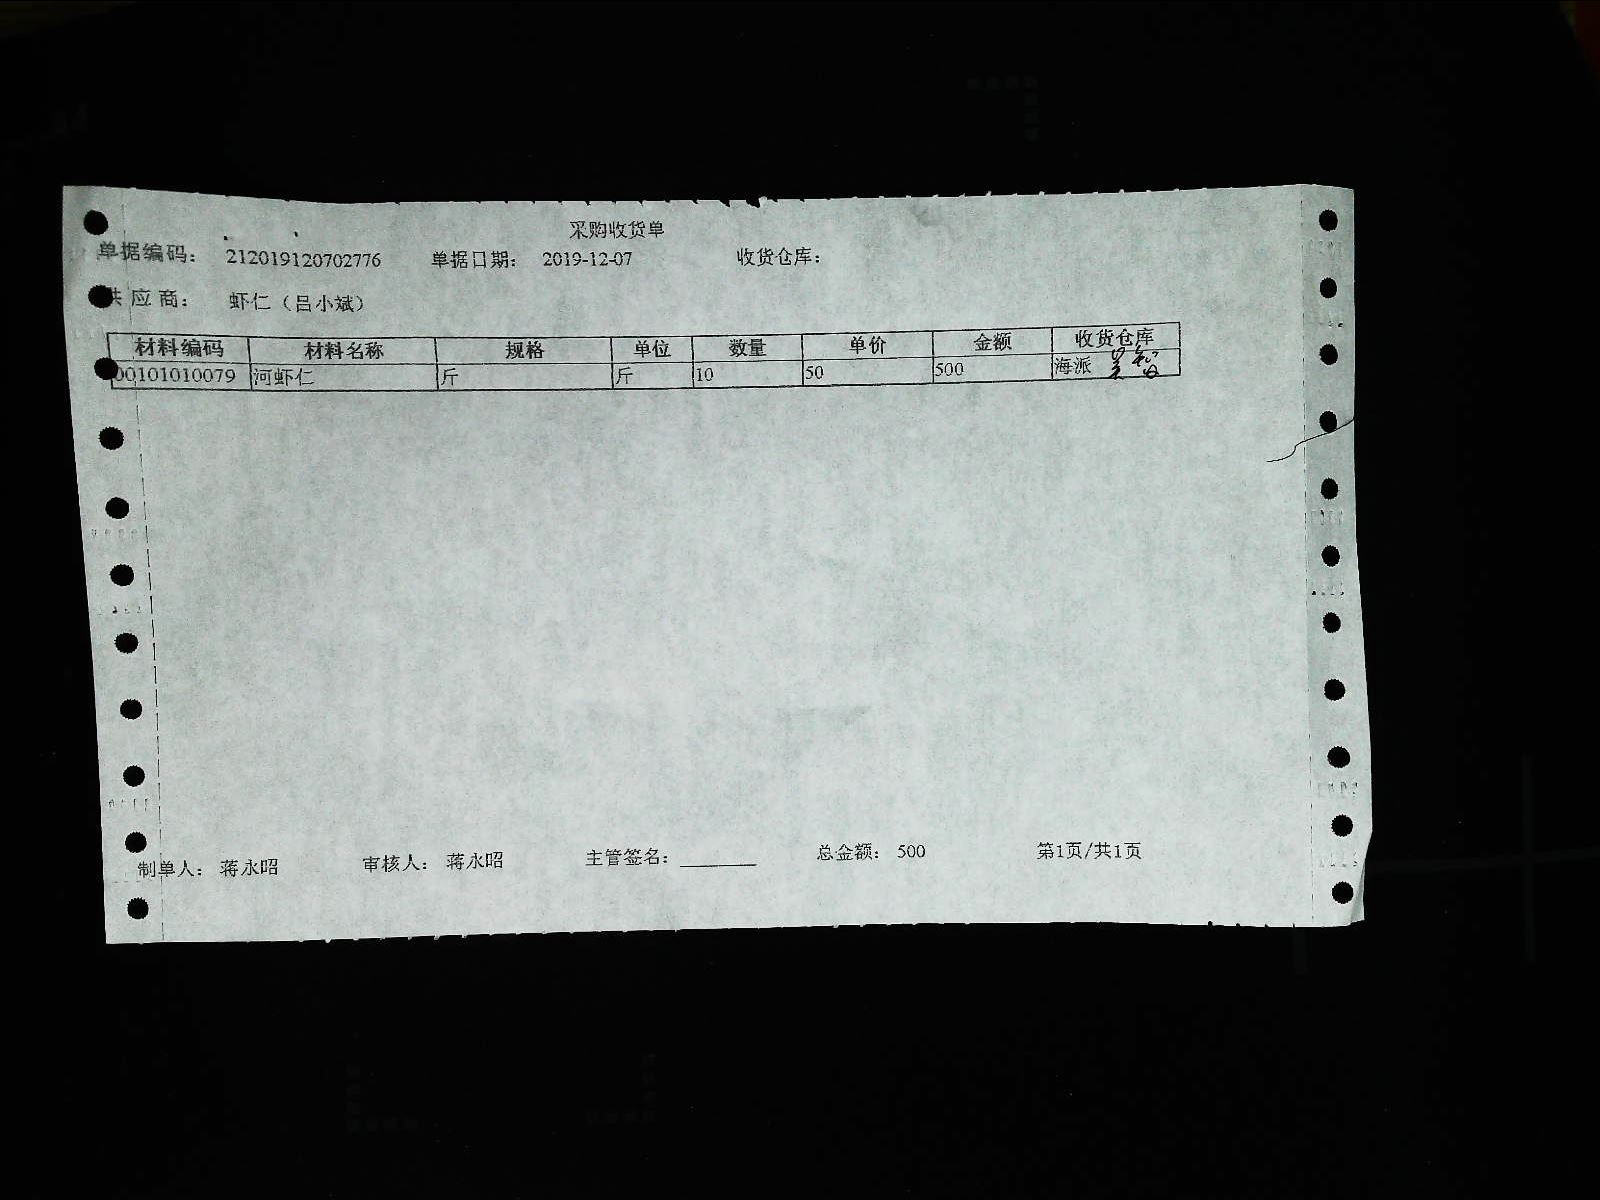 采购收货单
单据编码： 212019120702776 单据日期： 2019-12-07 收货仓库：
供应商： 虾仁（吕小斌）
材料编码 材料名称 规格 单位 数量 单价 金额 收货仓库
00101010079 河虾仁 斤 斤 10 50 500 海派
制单人： 蒋永昭 审核人： 蒋永昭 主管签名： 总金额： 500 第1页/共1页